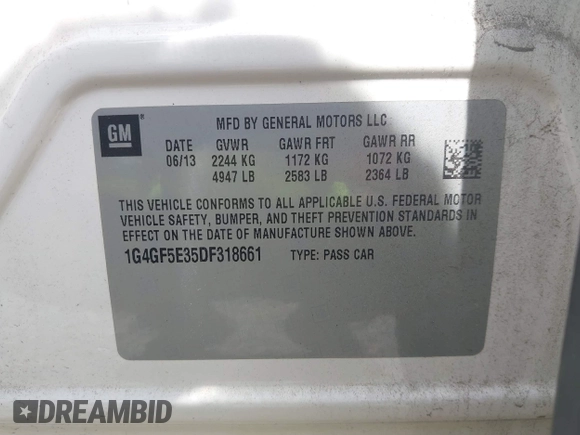 GM
MFD BY GENERAL MOTORS LLC
DATE GVWR GAWR FRT GAWR RR
06/13 2244 KG 1172 KG 1072 KG
4947 LB 2583 LB 2364 LB
THIS VEHICLE CONFORMS TO ALL APPLICABLE U.S. FEDERAL MOTOR
VEHICLE SAFETY, BUMPER, AND THEFT PREVENTION STANDARDS IN
EFFECT ON THE DATE OF MANUFACTURE SHOWN ABOVE.
1G4GF5E35DF318661 TYPE: PASS CAR
DREAMBID